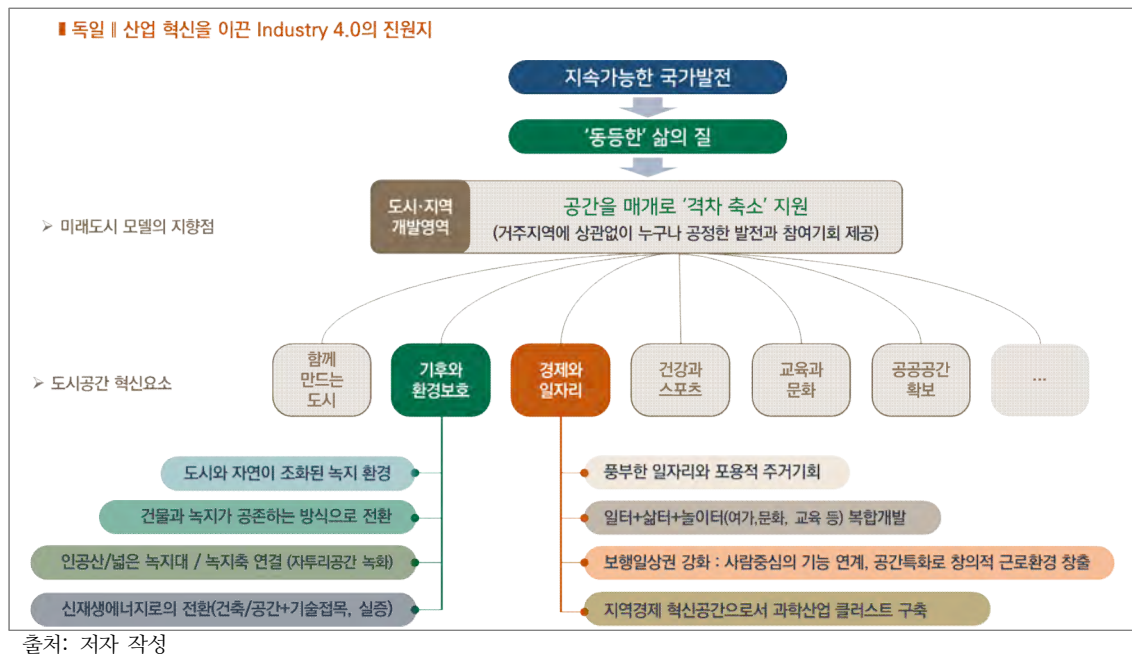 ▮ 독일 ∥ 산업 혁신을 이끈 Industry 4.0의 진원지
지속가능한 국가발전
‘동등한’ 삶의 질
➢ 미래도시 모델의 지향점
도시·지역
개발영역
공간을 매개로 ‘격차 축소’ 지원
(거주지역에 상관없이 누구나 공정한 발전과 참여기회 제공)
➢ 도시공간 혁신요소
함께
만드는
도시
기후와
환경보호
경제와
일자리
건강과
스포츠
교육과
문화
공공공간
확보
...
도시와 자연이 조화된 녹지 환경
건물과 녹지가 공존하는 방식으로 전환
인공산/넓은 녹지대 / 녹지축 연결 (자투리공간 녹화)
신재생에너지로의 전환(건축/공간+기술접목, 실증)
풍부한 일자리와 포용적 주거기회
일터+삶터+놀이터(여가,문화, 교육 등) 복합개발
보행일상권 강화 : 사람중심의 기능 연계, 공간특화로 창의적 근로환경 창출
지역경제 혁신공간으로서 과학산업 클러스트 구축
출처: 저자 작성